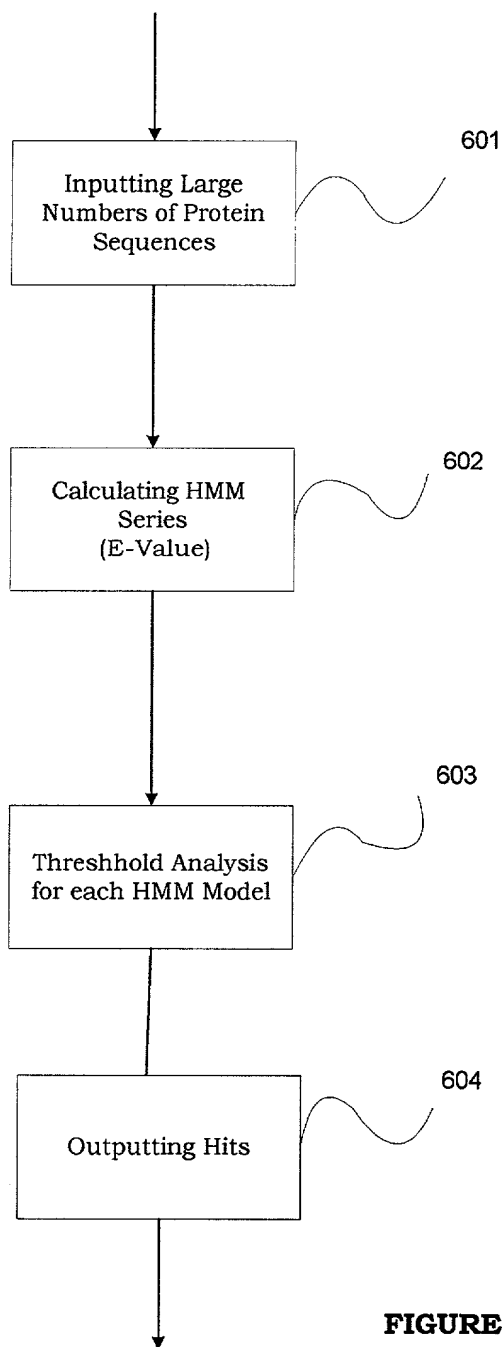 601
Inputting Large
Numbers of Protein
Sequences
602
Calculating HMM
Series
(E-Value)
603
Threshhold Analysis
for each HMM Model
604
Outputting Hits
FIGURE